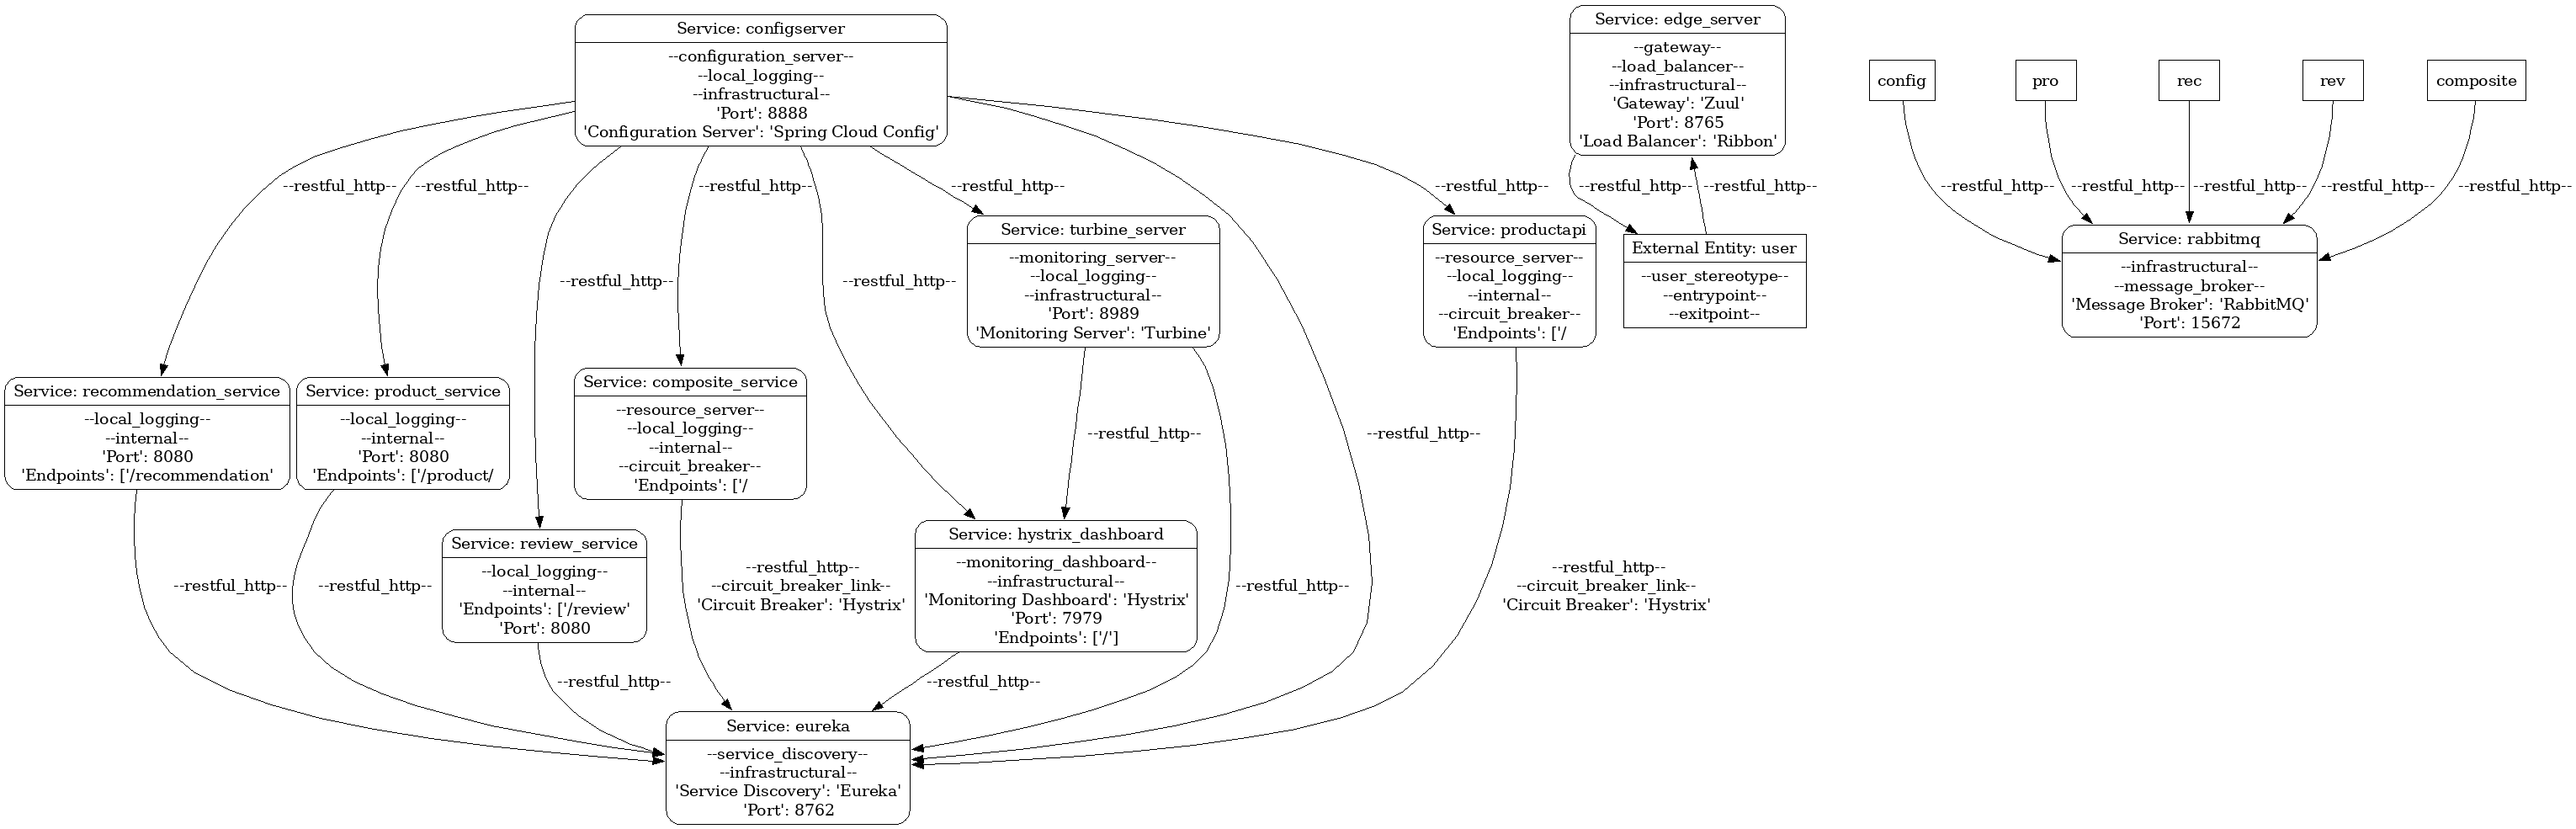 Service: configserver
--configuration_server--
--local_logging--
--infrastructural--
'Port': 8888
'Configuration Server': 'Spring Cloud Config'
Service: edge_server
--gateway--
--load_balancer--
--infrastructural--
'Gateway': 'Zuul'
'Port': 8765
'Load Balancer': 'Ribbon'
config
pro
rec
rev
composite
--restful_http--
--restful_http--
--restful_http--
--restful_http--
--restful_http--
--restful_http--
--restful_http--
--restful_http--
--restful_http--
--restful_http--
--restful_http--
--restful_http--
--restful_http--
--restful_http--
Service: turbine_server
--monitoring_server--
--local_logging--
--infrastructural--
'Port': 8989
'Monitoring Server': 'Turbine'
Service: productapi
--resource_server--
--local_logging--
--internal--
--circuit_breaker--
'Endpoints': ['/
External Entity: user
--user_stereotype--
--entrypoint--
--exitpoint--
Service: rabbitmq
--infrastructural--
--message_broker--
'Message Broker': 'RabbitMQ'
'Port': 15672
Service: recommendation_service
--local_logging--
--internal--
'Port': 8080
'Endpoints': ['/recommendation'
Service: product_service
--local_logging--
--internal--
'Port': 8080
'Endpoints': ['/product/
Service: composite_service
--resource_server--
--local_logging--
--internal--
--circuit_breaker--
'Endpoints': ['/
--restful_http--
--restful_http--
Service: review_service
--local_logging--
--internal--
'Endpoints': ['/review'
'Port': 8080
Service: hystrix_dashboard
--monitoring_dashboard--
--infrastructural--
'Monitoring Dashboard': 'Hystrix'
'Port': 7979
'Endpoints': ['/']
--restful_http--
--restful_http--
--restful_http--
--circuit_breaker_link--
'Circuit Breaker': 'Hystrix'
--restful_http--
--restful_http--
--circuit_breaker_link--
'Circuit Breaker': 'Hystrix'
--restful_http--
--restful_http--
Service: eureka
--service_discovery--
--infrastructural--
'Service Discovery': 'Eureka'
'Port': 8762